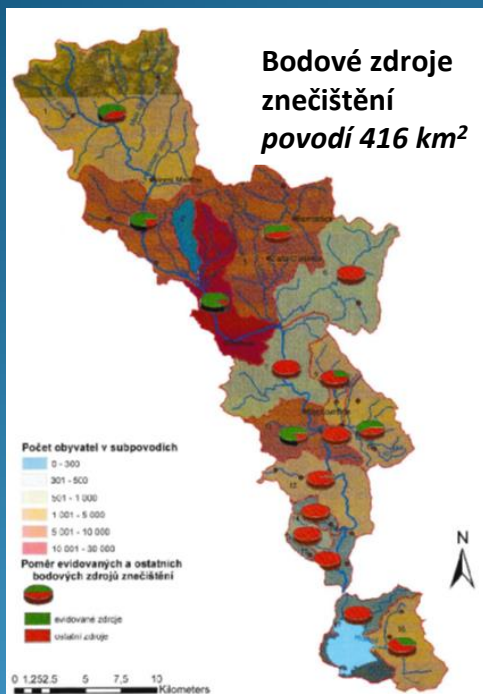 Bodové zdroje
znečištění
povodí 416 km²
Počet obyvatel v subpovodích
0 - 300
301 - 500
501 - 1 000
1 001 - 5 000
5 001 - 10 000
10 001 - 30 000
Poměr evidovaných a ostatních
bodových zdrojů znečištění
evidované zdroje
ostatní zdroje
N
0 1,252,5 5 7,5 10
Kilometers